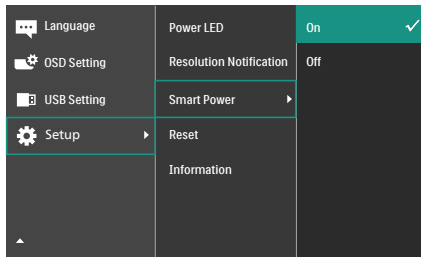 Language
OSD Setting
USB Setting
Setup
Power LED
Resolution Notification
Smart Power
Reset
Information
On
Off